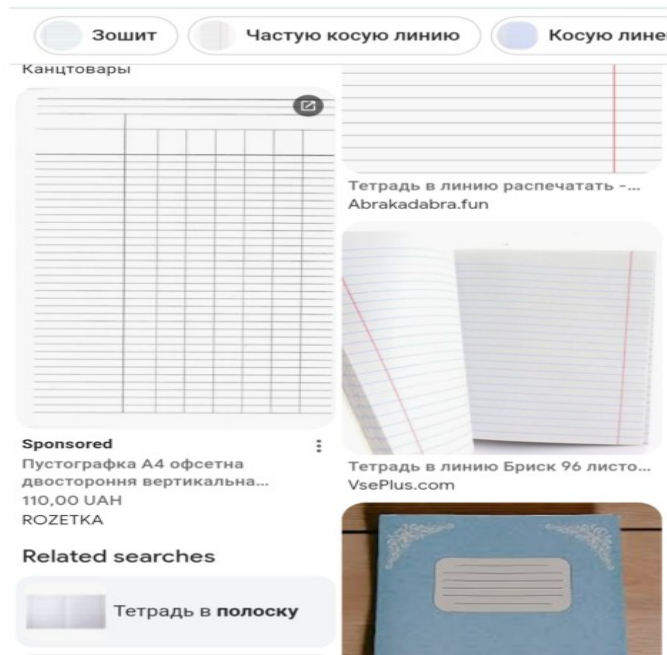 Зошит
Частую косую линию
Косую лине
Канцтовары
Sponsored
Пустографка А4 офсетна
двостороння вертикальна...
110,00 UAH
ROZETKA
Related searches
Тетрадь в полоску
Тетрадь в линию распечатать -...
Abrakadabra.fun
Тетрадь в линию Бриск 96 листо...
VsePlus.com